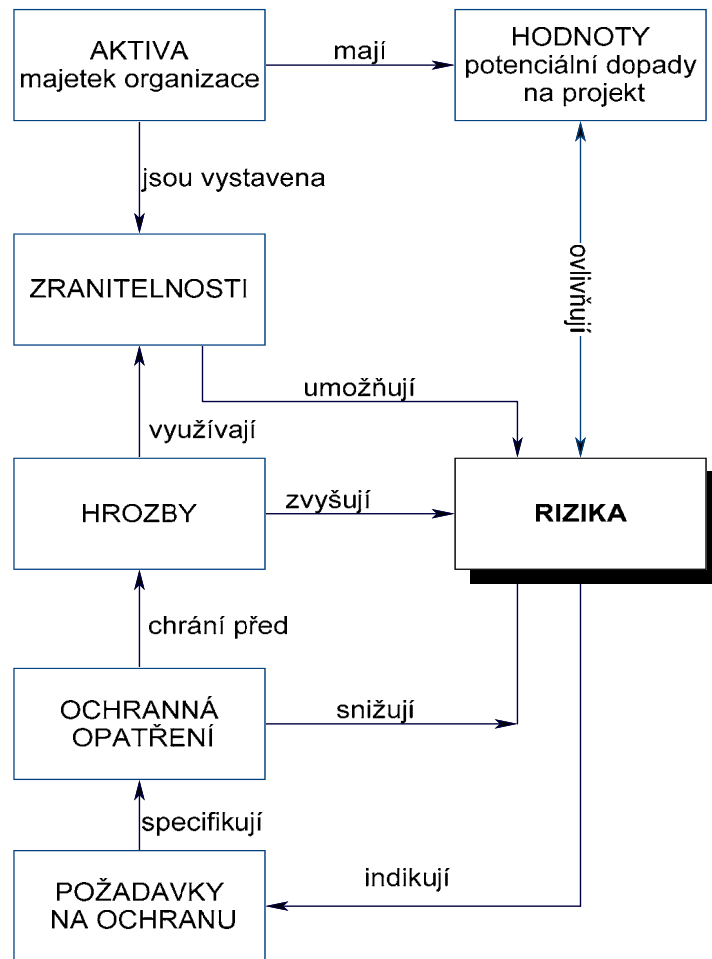 AKTIVA
majetek organizace
mají
HODNOTY
potenciální dopady
na projekt
jsou vystavena
ovlivňují
ZRANITELNOSTI
umožňují
využívají
HROZBY
zvyšují
RIZIKA
chrání před
OCHRANNÁ
OPATŘENÍ
snižují
specifikují
POŽADAVKY
NA OCHRANU
indikují